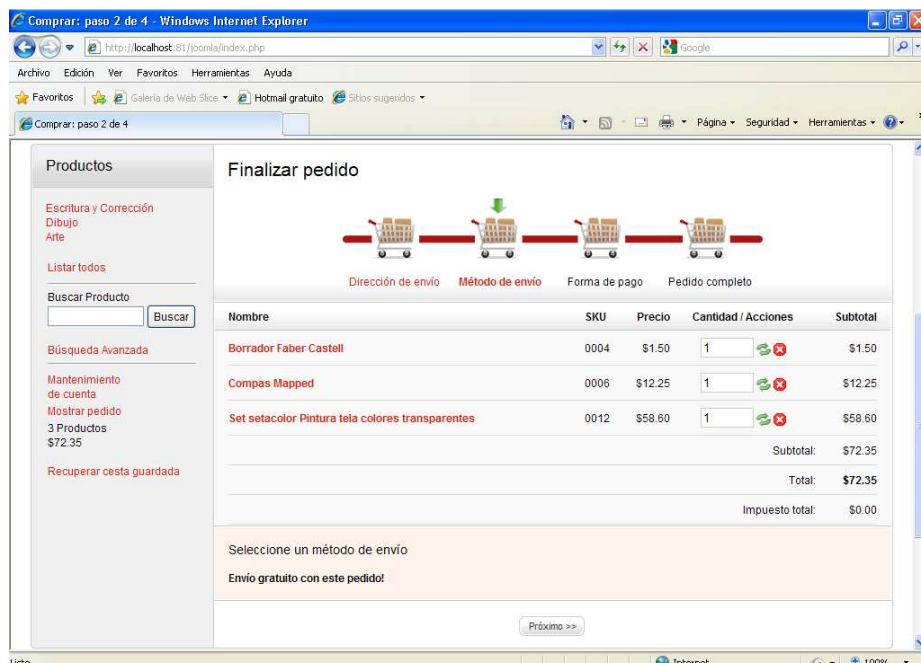 Comprar: paso 2 de 4 - Windows Internet Explorer
http://localhost:81/joomla/index.php
Google
Archivo Edición Ver Favoritos Herramientas Ayuda
Favoritos Galería de Web Slice Hotmail gratuito Sitios sugeridos
Comprar: paso 2 de 4 Página Seguridad Herramientas
Productos
Escritura y Corrección
Dibujo
Arte
Listar todos
Buscar Producto
Buscar
Búsqueda Avanzada
Mantenimiento
de cuenta
Mostrar pedido
3 Productos
$72.35
Recuperar cesta guardada
Finalizar pedido
Dirección de envío Método de envío Forma de pago Pedido completo
Nombre SKU Precio Cantidad / Acciones Subtotal
Borrador Faber Castell 0004 $1.50 1 $1.50
Compas Mapped 0006 $12.25 1 $12.25
Set setacolor Pintura tela colores transparentes 0012 $58.60 1 $58.60
Subtotal: $72.35
Total: $72.35
Impuesto total: $0.00
Seleccione un método de envío
Envío gratuito con este pedido!
Próximo >>
Listo Internet 100%